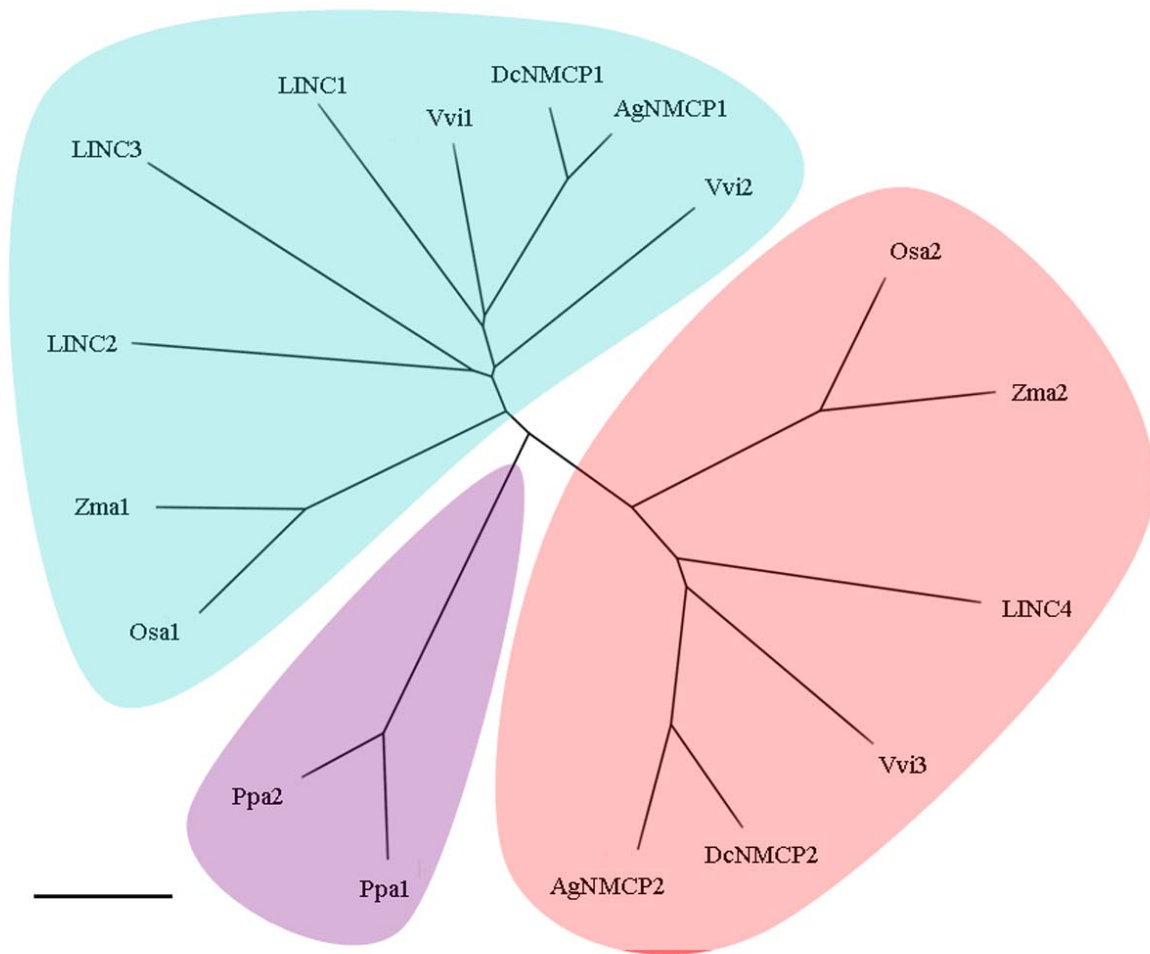 DcNMCP1
LINC1
AgNMCP1
Vvi1
LINC3
Vvi2
Osa2
LINC2
Zma2
Zma1
LINC4
Osa1
Vvi3
Ppa2
DcNMCP2
AgNMCP2
Ppa1